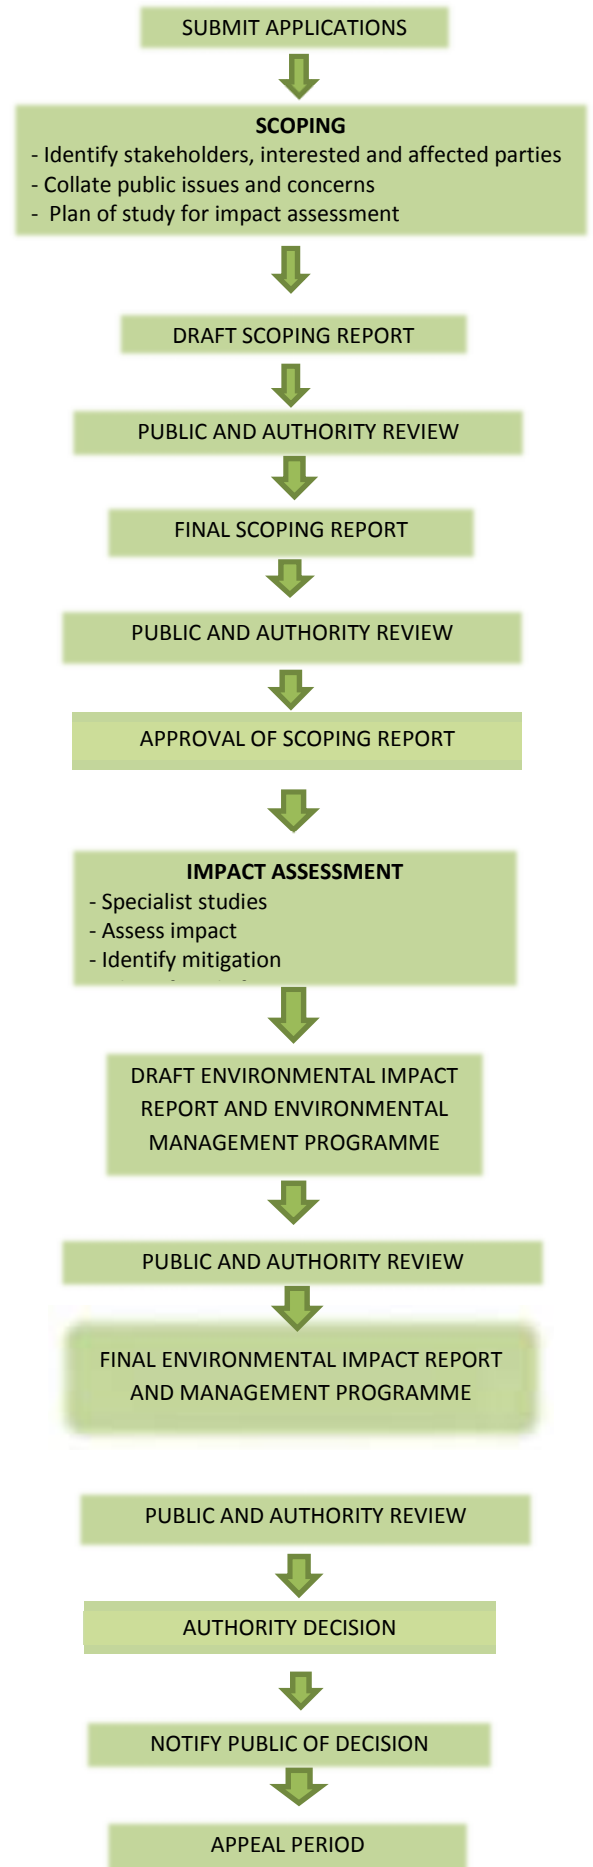 SUBMIT APPLICATIONS
SCOPING
- Identify stakeholders, interested and affected parties
- Collate public issues and concerns
- Plan of study for impact assessment
DRAFT SCOPING REPORT
PUBLIC AND AUTHORITY REVIEW
FINAL SCOPING REPORT
PUBLIC AND AUTHORITY REVIEW
APPROVAL OF SCOPING REPORT
IMPACT ASSESSMENT
- Specialist studies
- Assess impact
- Identify mitigation
DRAFT ENVIRONMENTAL IMPACT
REPORT AND ENVIRONMENTAL
MANAGEMENT PROGRAMME
PUBLIC AND AUTHORITY REVIEW
FINAL ENVIRONMENTAL IMPACT REPORT
AND MANAGEMENT PROGRAMME
PUBLIC AND AUTHORITY REVIEW
AUTHORITY DECISION
NOTIFY PUBLIC OF DECISION
APPEAL PERIOD